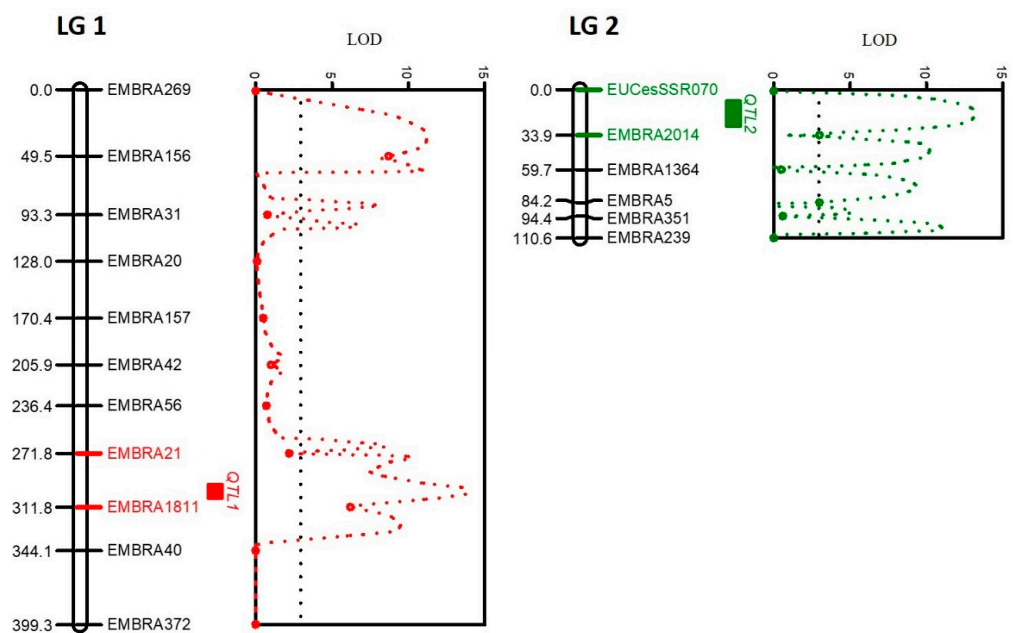 LG 1
LOD
0 5 10 15
0.0 EMBRA269
49.5 EMBRA156
93.3 EMBRA31
128.0 EMBRA20
170.4 EMBRA157
205.9 EMBRA42
236.4 EMBRA56
271.8 EMBRA21
QTL1
311.8 EMBRA1811
344.1 EMBRA40
399.3 EMBRA372
LG 2
LOD
0 5 10 15
0.0 EUCesSSR070
QTL2
33.9 EMBRA2014
59.7 EMBRA1364
84.2 EMBRA5
94.4 EMBRA351
110.6 EMBRA239